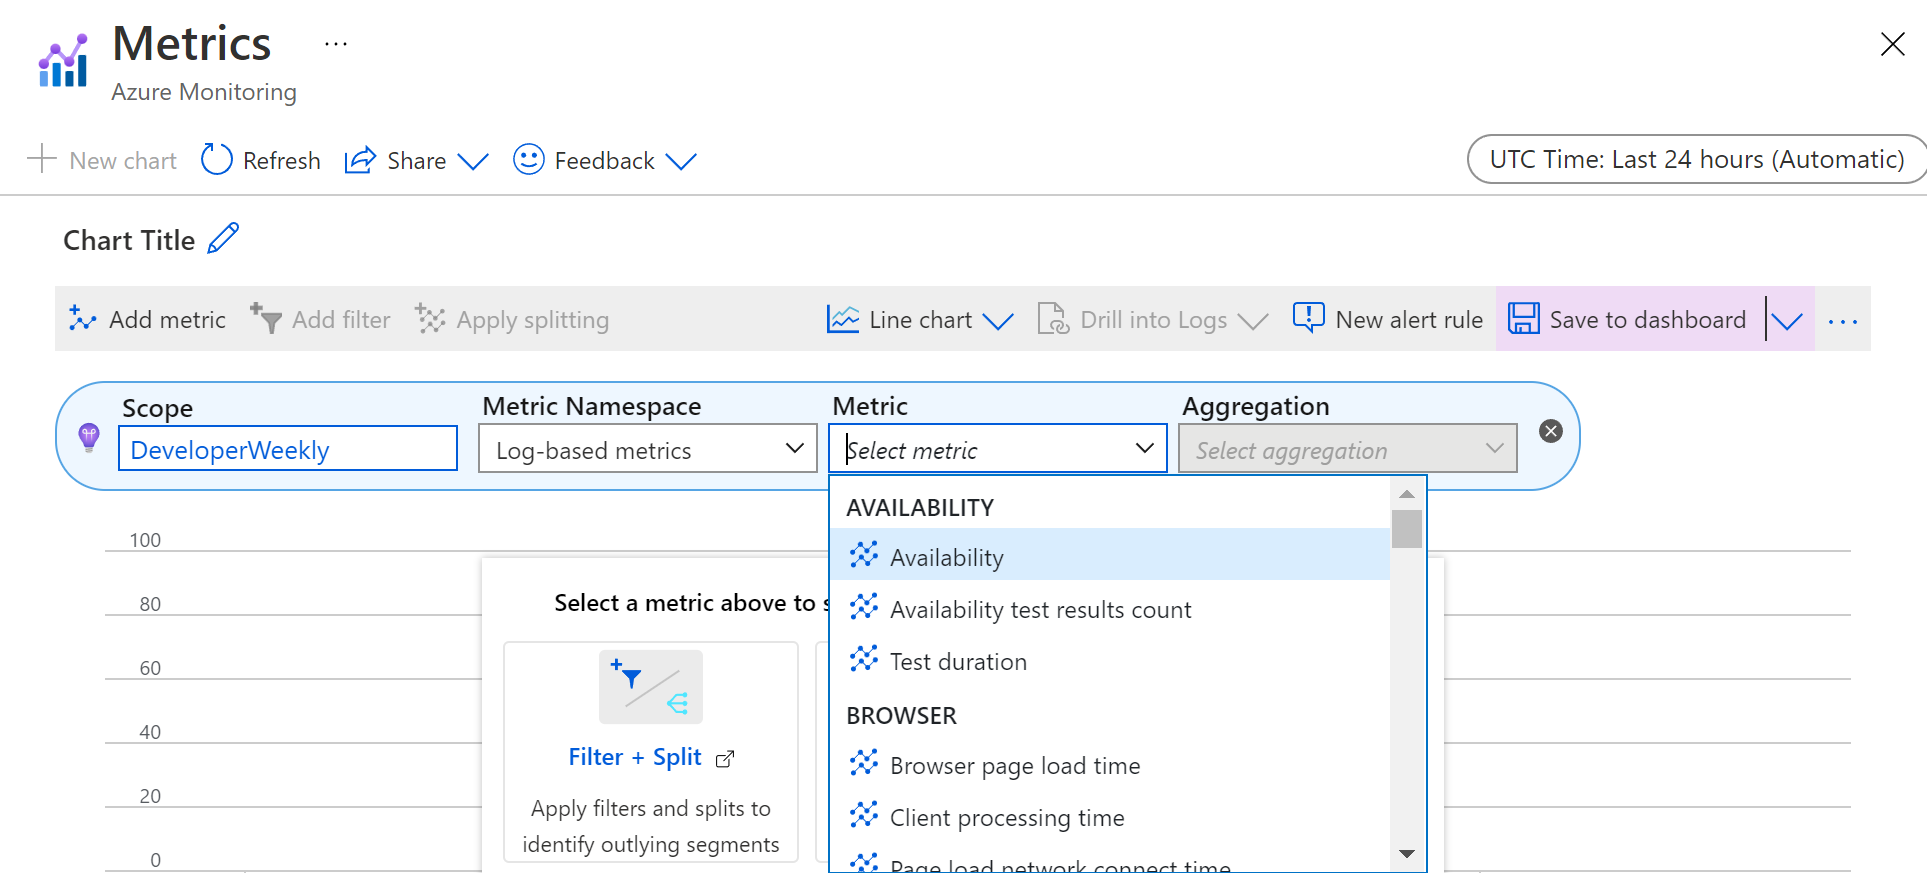 Metrics ...
Azure Monitoring
New chart Refresh Share Feedback UTC Time: Last 24 hours (Automatic)
Chart Title
Add metric Add filter Apply splitting Line chart Drill into Logs New alert rule Save to dashboard ...
Scope Metric Namespace Metric Aggregation
DeveloperWeekly Log-based metrics Select metric Select aggregation
AVAILABILITY
Availability
Availability test results count
Test duration
BROWSER
Browser page load time
Client processing time
Page load network connect time
100
80
60
40
20
0
Select a metric above to
Filter + Split
Apply filters and splits to
identify outlying segments